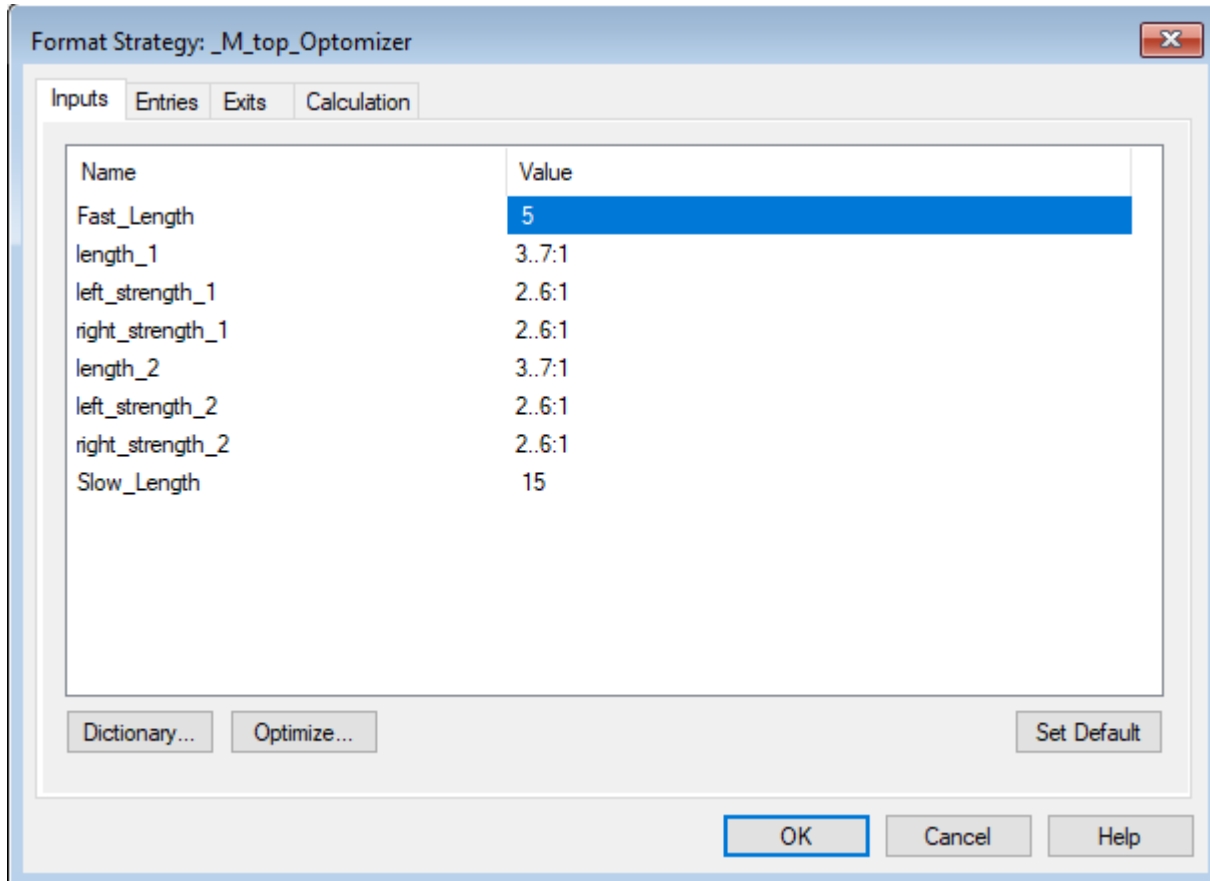 Format Strategy: _M_top_Optomizer
Inputs Entries Exits Calculation
Name Value
Fast_Length 5
length_1 3..7:1
left_strength_1 2..6:1
right_strength_1 2..6:1
length_2 3..7:1
left_strength_2 2..6:1
right_strength_2 2..6:1
Slow_Length 15
Dictionary... Optimize... Set Default
OK Cancel Help